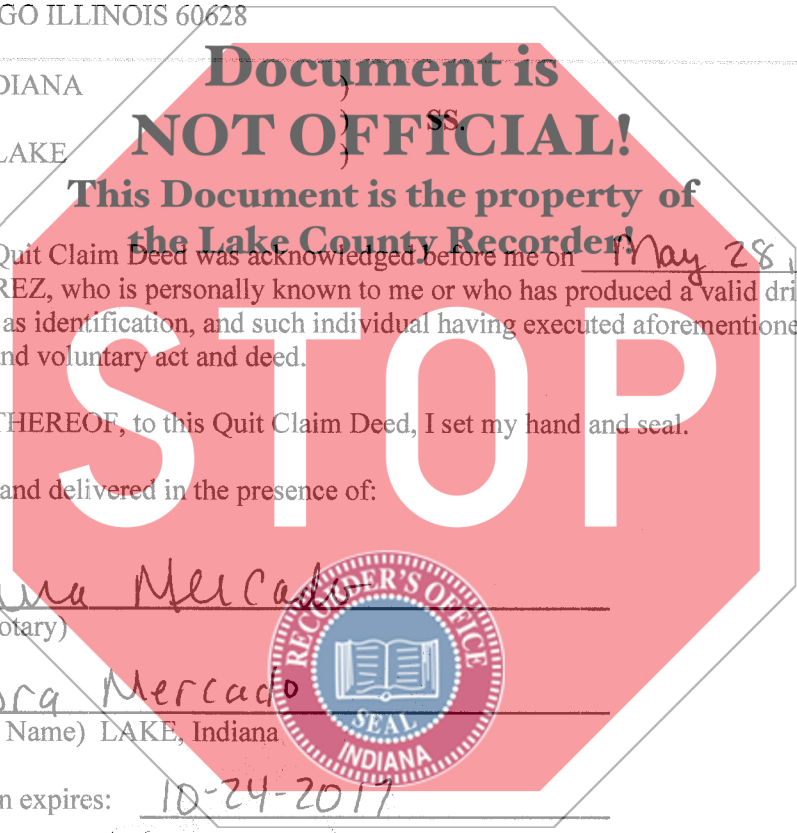 GO ILLINOIS 60628
Document is
DIANA )
NOT OFFICIAL!
) SS.
LAKE )
This Document is the property of
the Lake County Recorder!
Quit Claim Deed was acknowledged before me on May 28,
REZ, who is personally known to me or who has produced a valid dri
as identification, and such individual having executed aforementione
nd voluntary act and deed.
STOP
THEREOF, to this Quit Claim Deed, I set my hand and seal.
and delivered in the presence of:
Mercado
otary)
RECORDER'S OFFICE
ora Mercado
SEAL
Name) LAKE, Indiana
INDIANA
n expires: 10-24-2017